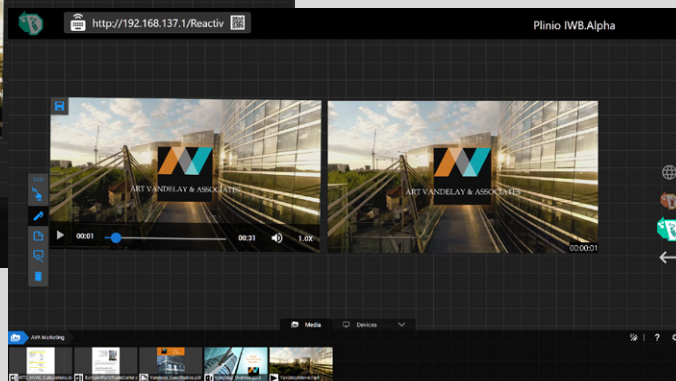 http://192.168.137.1/Reactiv
Plinio IWB.Alpha
ART VANDELAY & ASSOCIATES
00:01
00:31
1.0X
ART VANDELAY & ASSOCIATES
00:00:01
Media
Devices
AVA Marketing
?